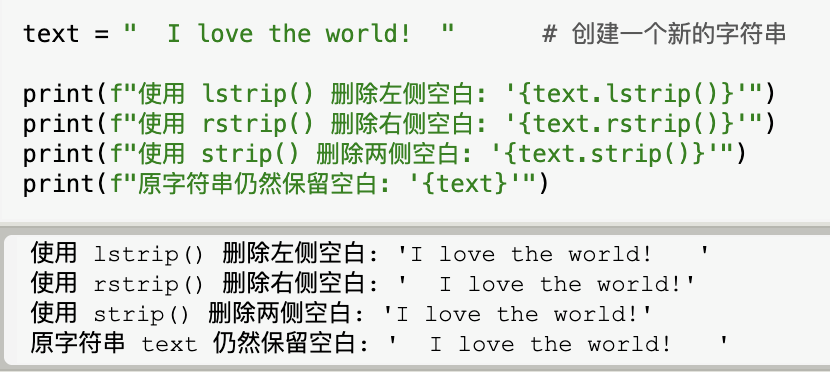 text = "  I love the world!  "      # 创建一个新的字符串
print(f"使用 lstrip() 删除左侧空白: '{text.lstrip()}'")
print(f"使用 rstrip() 删除右侧空白: '{text.rstrip()}'")
print(f"使用 strip() 删除两侧空白: '{text.strip()}'")
print(f"原字符串仍然保留空白: '{text}'")
使用 lstrip() 删除左侧空白: 'I love the world!   '
使用 rstrip() 删除右侧空白: '  I love the world!'
使用 strip() 删除两侧空白: 'I love the world!'
原字符串 text 仍然保留空白: '  I love the world!   '